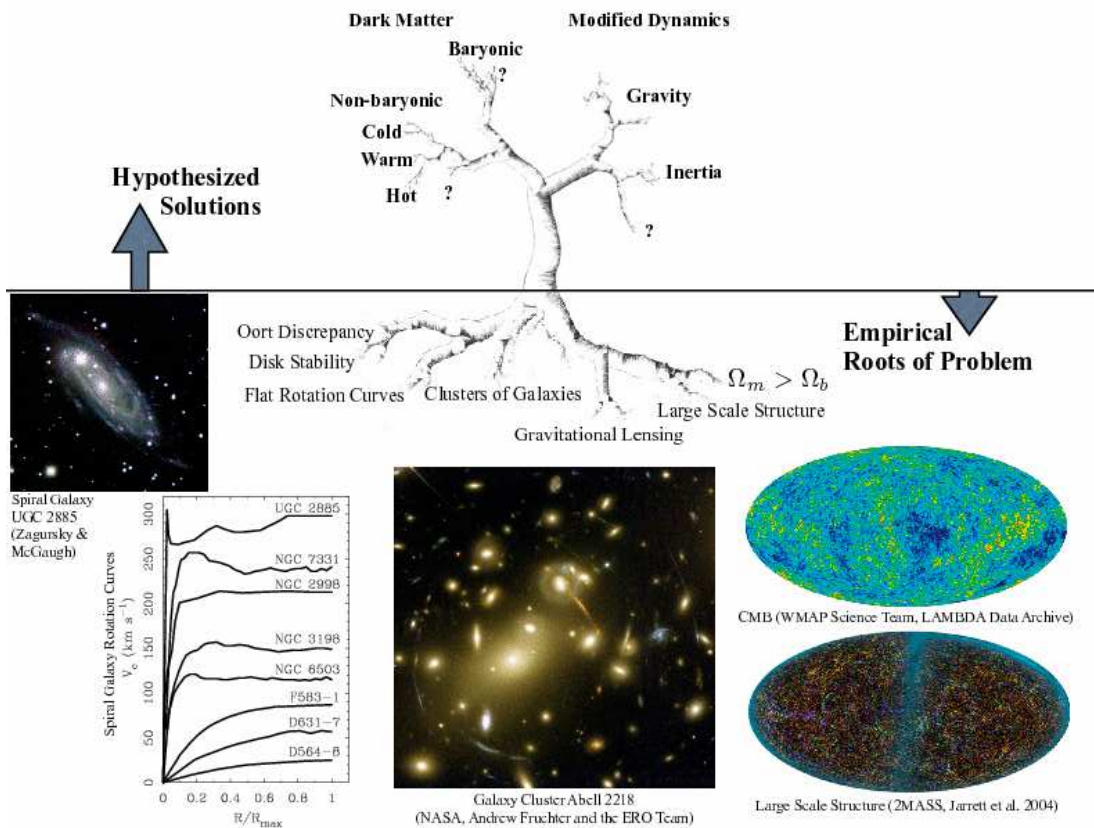 Dark Matter
Modified Dynamics
Baryonic
?
Non-baryonic
Gravity
Cold
Warm
Inertia
Hot
?
?
Hypothesized
Solutions
Empirical
Roots of Problem
Oort Discrepancy
Disk Stability
Flat Rotation Curves
Clusters of Galaxies
?
Gravitational Lensing
Large Scale Structure
Ωm > Ωb
Spiral Galaxy
UGC 2885
(Zagursky &
McGaugh)
Spiral Galaxy Rotation Curves
Vc (km s⁻¹)
300
250
200
150
100
50
0
UGC 2885
NGC 7331
NGC 2998
NGC 3198
NGC 6503
F583-1
D631-7
D564-8
0 0.2 0.4 0.6 0.8 1
R/Rmax
Galaxy Cluster Abell 2218
(NASA, Andrew Fruchter and the ERO Team)
CMB (WMAP Science Team, LAMBDA Data Archive)
Large Scale Structure (2MASS, Jarrett et al. 2004)